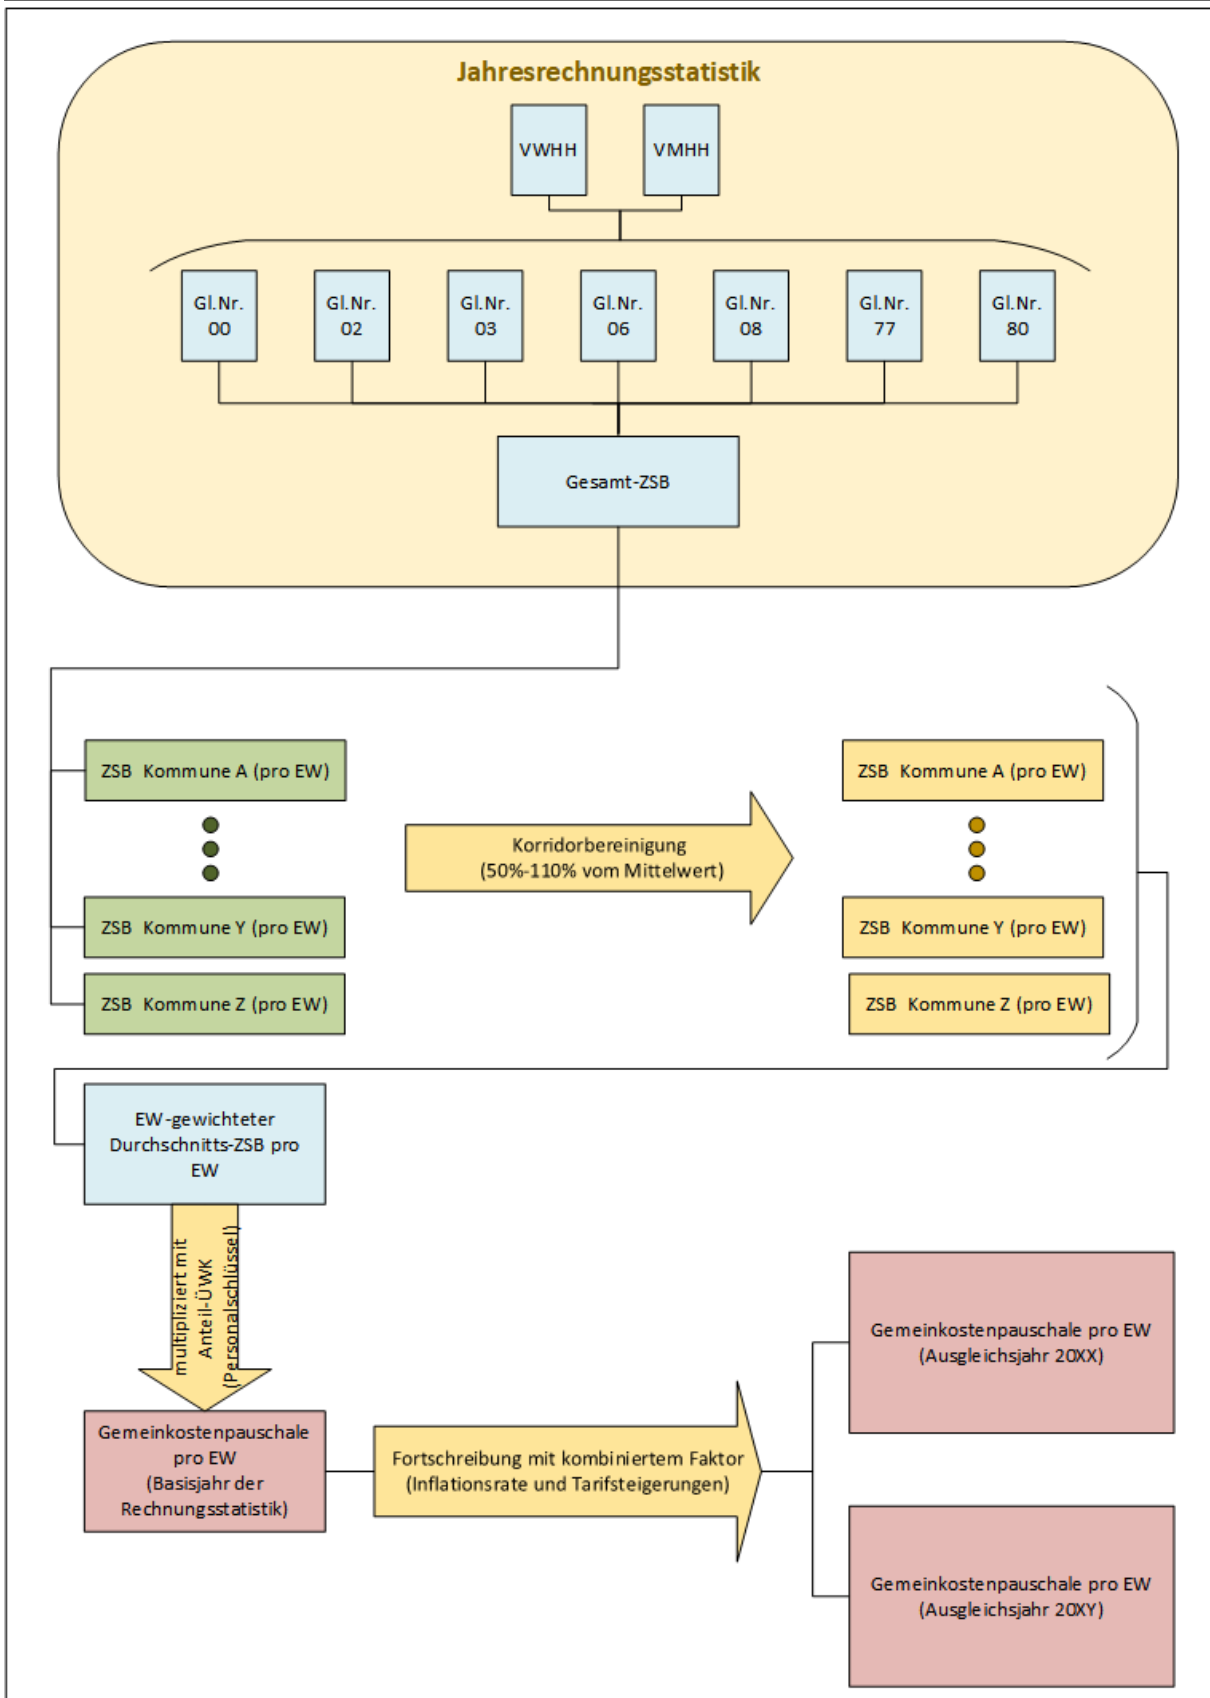 Jahresrechnungsstatistik
VWHH
VMHH
Gl.Nr.
00
Gl.Nr.
02
Gl.Nr.
03
Gl.Nr.
06
Gl.Nr.
08
Gl.Nr.
77
Gl.Nr.
80
Gesamt-ZSB
ZSB Kommune A (pro EW)
ZSB Kommune Y (pro EW)
ZSB Kommune Z (pro EW)
Korridorbereinigung
(50%-110% vom Mittelwert)
ZSB Kommune A (pro EW)
ZSB Kommune Y (pro EW)
ZSB Kommune Z (pro EW)
EW-gewichteter
Durchschnitts-ZSB pro
EW
multipliziert mit
Anteil-ÜWK
(Personalschlüssel)
Gemeinkostenpauschale
pro EW
(Basisjahr der
Rechnungsstatistik)
Fortschreibung mit kombiniertem Faktor
(Inflationsrate und Tarifsteigerungen)
Gemeinkostenpauschale pro EW
(Ausgleichsjahr 20XX)
Gemeinkostenpauschale pro EW
(Ausgleichsjahr 20XY)